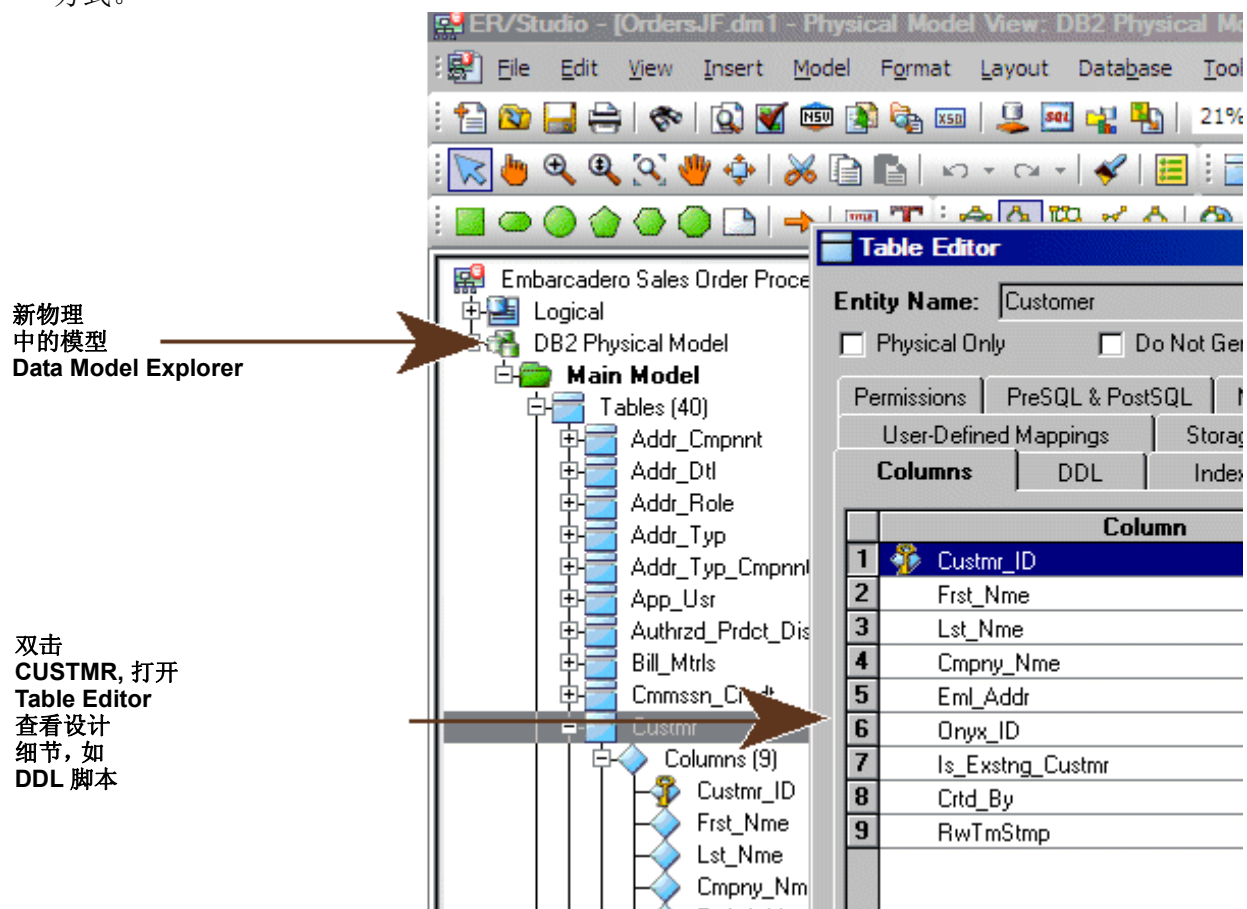 方式。
ER/Studio - [OrdersJF.dm1 - Physical Model View: DB2 Physical Mo
File Edit View Insert Model Format Layout Database Tool
NSU XSD SQL 21%
Title T
Table Editor
Embarcadero Sales Order Proce
Logical
DB2 Physical Model
Main Model
Tables (40)
Addr_Cmpnnt
Addr_Dtl
Addr_Role
Addr_Typ
Addr_Typ_Cmpnnt
App_Usr
Authrzd_Prdct_Dis
Bill_Mtrls
Custmr
Columns (9)
Custmr_ID
Frst_Nme
Lst_Nme
Cmpny_Nm
Entity Name: Customer
Physical Only Do Not Ger
Permissions PreSQL & PostSQL N
User-Defined Mappings Storag
Columns DDL Index
Column
1 Custmr_ID
2 Frst_Nme
3 Lst_Nme
4 Cmpny_Nme
5 Eml_Addr
6 Onyx_ID
7 Is_Exstng_Custmr
8 Crtd_By
9 RwTmStmp
新物理
中的模型
Data Model Explorer
双击
CUSTMR, 打开
Table Editor
查看设计
细节，如
DDL 脚本